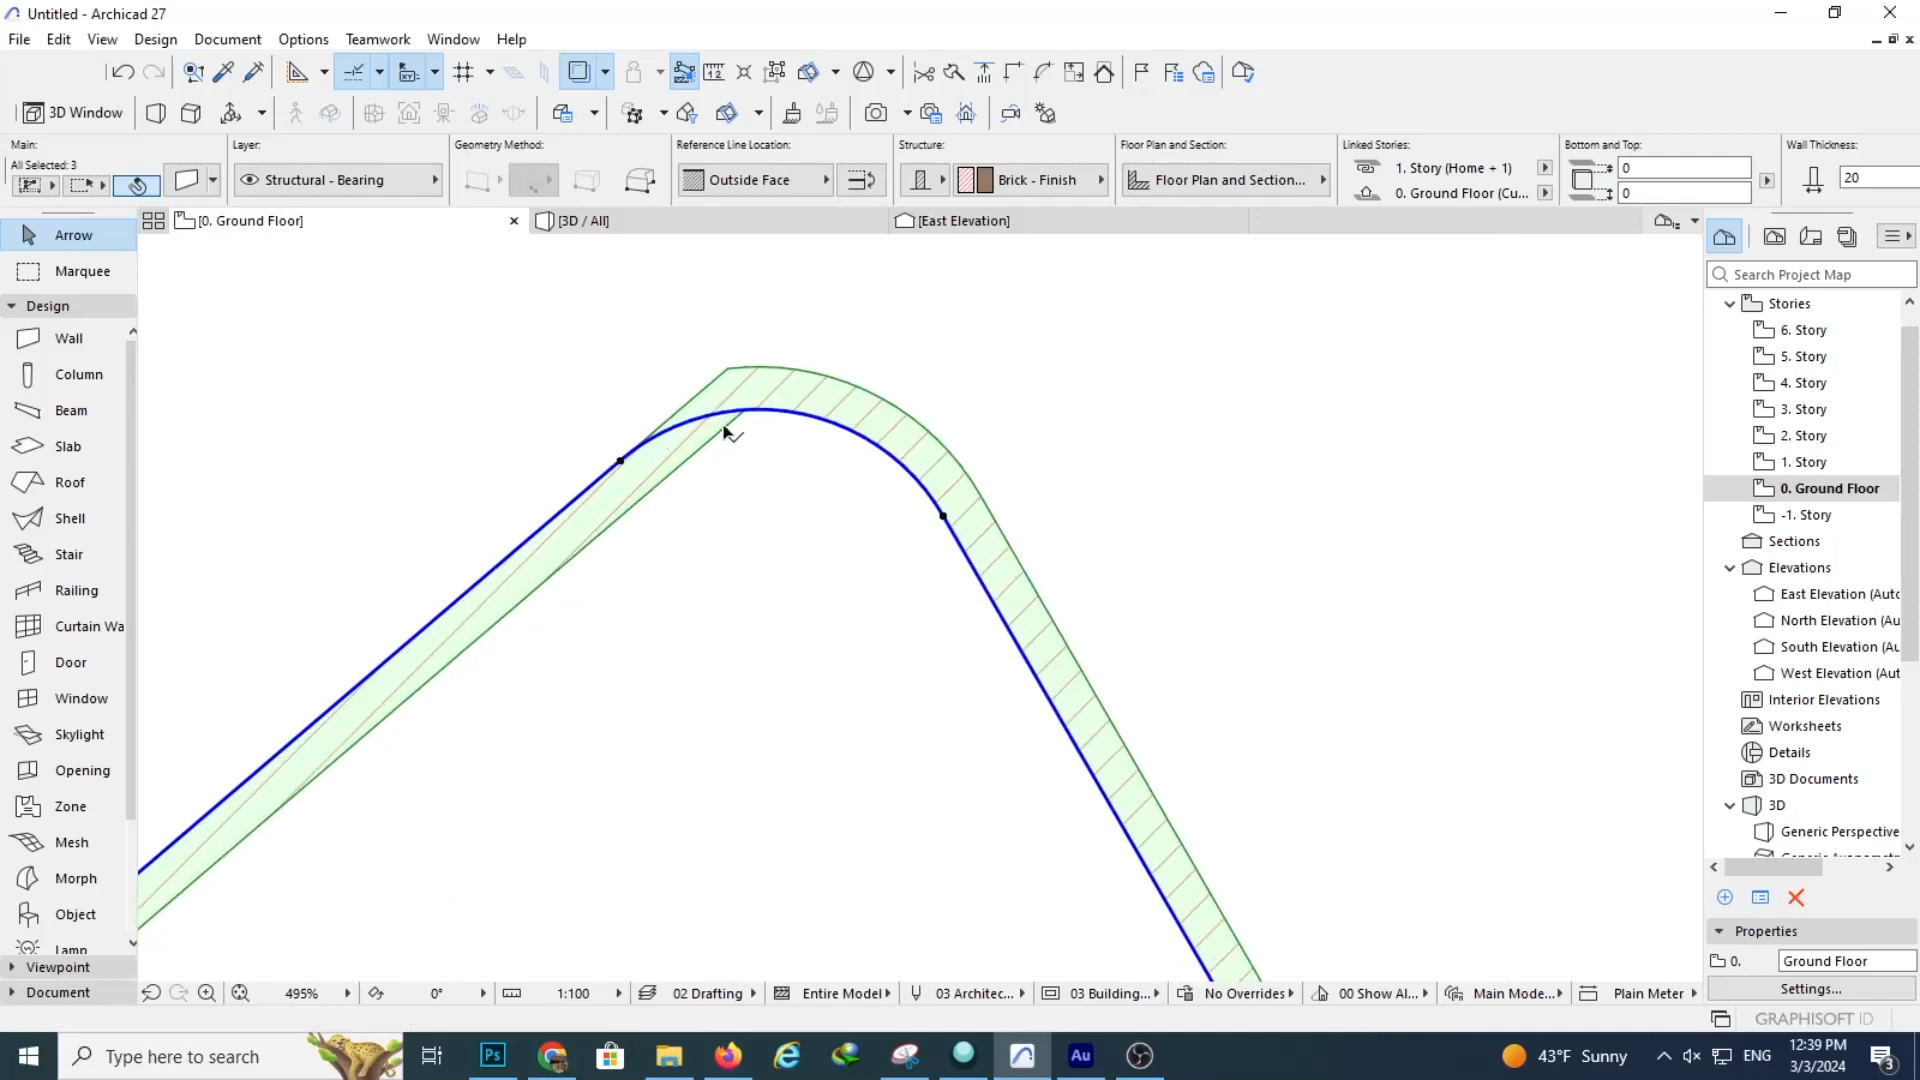 Untitled - Archicad 27
File Edit View Design Document Options Teamwork Window Help
3D Window
Main:
All Selected: 3
Layer:
Structural - Bearing
Geometry Method:
Reference Line Location:
Outside Face
Structure:
Brick - Finish
Floor Plan and Section:
Floor Plan and Section...
Linked Stories:
1. Story (Home + 1)
0. Ground Floor (Cu...
Bottom and Top:
0
0
Wall Thickness:
20
[0. Ground Floor]
[3D / All]
[East Elevation]
Arrow
Marquee
Design
Wall
Column
Beam
Slab
Roof
Shell
Stair
Railing
Curtain Wa
Door
Window
Skylight
Opening
Zone
Mesh
Morph
Object
Lamp
Viewpoint
Document
Search Project Map
Stories
6. Story
5. Story
4. Story
3. Story
2. Story
1. Story
0. Ground Floor
-1. Story
Sections
Elevations
East Elevation (Auto
North Elevation (Au
South Elevation (Au
West Elevation (Aut
Interior Elevations
Worksheets
Details
3D Documents
3D
Generic Perspective
Properties
0.
Ground Floor
Settings...
495%
0°
1:100
02 Drafting
Entire Model
03 Architec...
03 Building...
No Overrides
00 Show Al...
Main Mode...
Plain Meter
GRAPHISOFT ID
Type here to search
Ps
Au
43°F Sunny
ENG
12:39 PM
3/3/2024
3